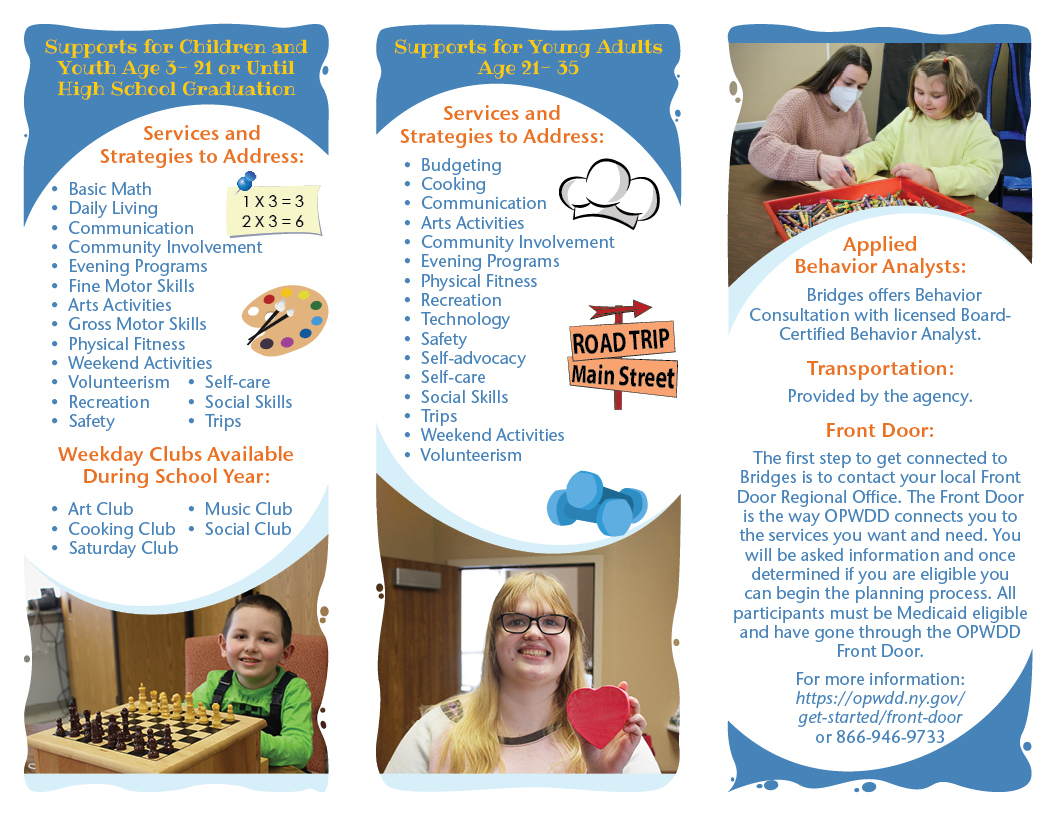 Supports for Children and
Youth Age 3– 21 or Until
High School Graduation
Services and
Strategies to Address:
• Basic Math
• Daily Living
• Communication
• Community Involvement
• Evening Programs
• Fine Motor Skills
• Arts Activities
• Gross Motor Skills
• Physical Fitness
• Weekend Activities
• Volunteerism • Self-care
• Recreation • Social Skills
• Safety • Trips
1 X 3 = 3
2 X 3 = 6
Weekday Clubs Available
During School Year:
• Art Club • Music Club
• Cooking Club • Social Club
• Saturday Club
Supports for Young Adults
Age 21– 35
Services and
Strategies to Address:
• Budgeting
• Cooking
• Communication
• Arts Activities
• Community Involvement
• Evening Programs
• Physical Fitness
• Recreation
• Technology
• Safety
• Self-advocacy
• Self-care
• Social Skills
• Trips
• Weekend Activities
• Volunteerism
ROAD TRIP
Main Street
Applied
Behavior Analysts:
Bridges offers Behavior
Consultation with licensed Board-
Certified Behavior Analyst.
Transportation:
Provided by the agency.
Front Door:
The first step to get connected to
Bridges is to contact your local Front
Door Regional Office. The Front Door
is the way OPWDD connects you to
the services you want and need. You
will be asked information and once
determined if you are eligible you
can begin the planning process. All
participants must be Medicaid eligible
and have gone through the OPWDD
Front Door.
For more information:
https://opwdd.ny.gov/
get-started/front-door
or 866-946-9733